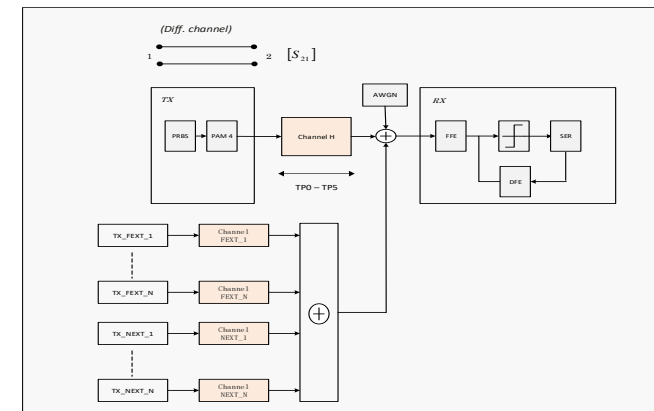 (Diff. channel)
1 2 [S21]
AWGN
TX
RX
PRBS PAM 4 Channel H FFE SER
TP0 – TP5
DFE
TX_FEXT_1 Channel
FEXT_1
TX_FEXT_N Channel
FEXT_N
TX_NEXT_1 Channel
NEXT_1
TX_NEXT_N Channel
NEXT_N